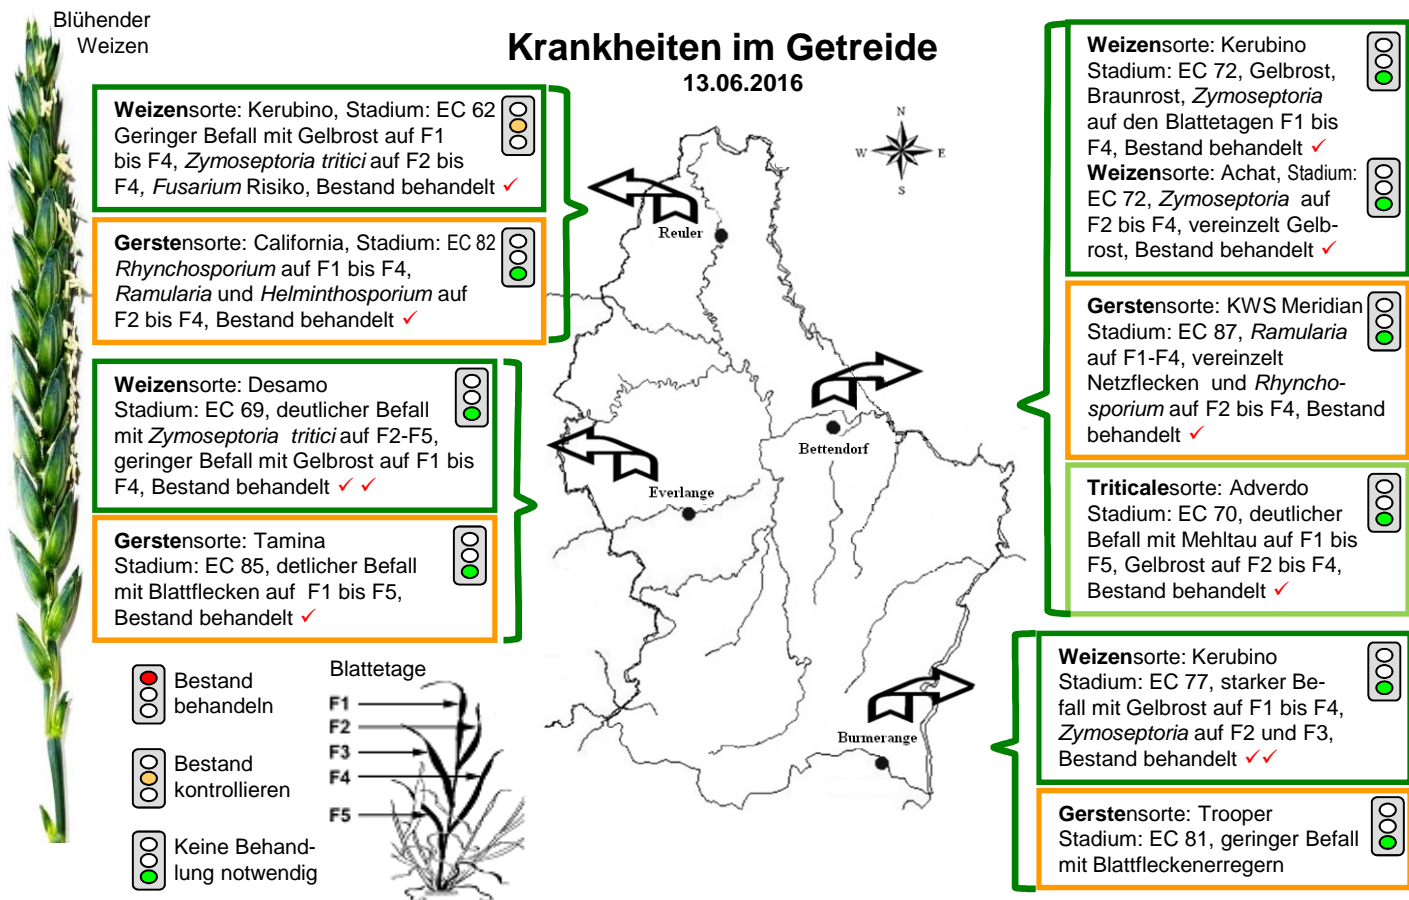 Blühender
Weizen
Krankheiten im Getreide
13.06.2016
Weizensorte: Kerubino, Stadium: EC 62
Geringer Befall mit Gelbrost auf F1
bis F4, Zymoseptoria tritici auf F2 bis
F4, Fusarium Risiko, Bestand behandelt ✓
Gerstensorte: California, Stadium: EC 82
Rhynchosporium auf F1 bis F4,
Ramularia und Helminthosporium auf
F2 bis F4, Bestand behandelt ✓
Weizensorte: Desamo
Stadium: EC 69, deutlicher Befall
mit Zymoseptoria tritici auf F2-F5,
geringer Befall mit Gelbrost auf F1 bis
F4, Bestand behandelt ✓ ✓
Gerstensorte: Tamina
Stadium: EC 85, detlicher Befall
mit Blattflecken auf F1 bis F5,
Bestand behandelt ✓
Bestand
behandeln
Bestand
kontrollieren
Keine Behand-
lung notwendig
Blattetage
F1
F2
F3
F4
F5
N
W
E
S
Reuler
Bettendorf
Everlange
Burmerange
Weizensorte: Kerubino
Stadium: EC 72, Gelbrost,
Braunrost, Zymoseptoria
auf den Blattetagen F1 bis
F4, Bestand behandelt ✓
Weizensorte: Achat, Stadium:
EC 72, Zymoseptoria auf
F2 bis F4, vereinzelt Gelb-
rost, Bestand behandelt ✓
Gerstensorte: KWS Meridian
Stadium: EC 87, Ramularia
auf F1-F4, vereinzelt
Netzflecken und Rhyncho-
sporium auf F2 bis F4, Bestand
behandelt ✓
Triticalesorte: Adverdo
Stadium: EC 70, deutlicher
Befall mit Mehltau auf F1 bis
F5, Gelbrost auf F2 bis F4,
Bestand behandelt ✓
Weizensorte: Kerubino
Stadium: EC 77, starker Be-
fall mit Gelbrost auf F1 bis F4,
Zymoseptoria auf F2 und F3,
Bestand behandelt ✓✓
Gerstensorte: Trooper
Stadium: EC 81, geringer Befall
mit Blattfleckenerregern